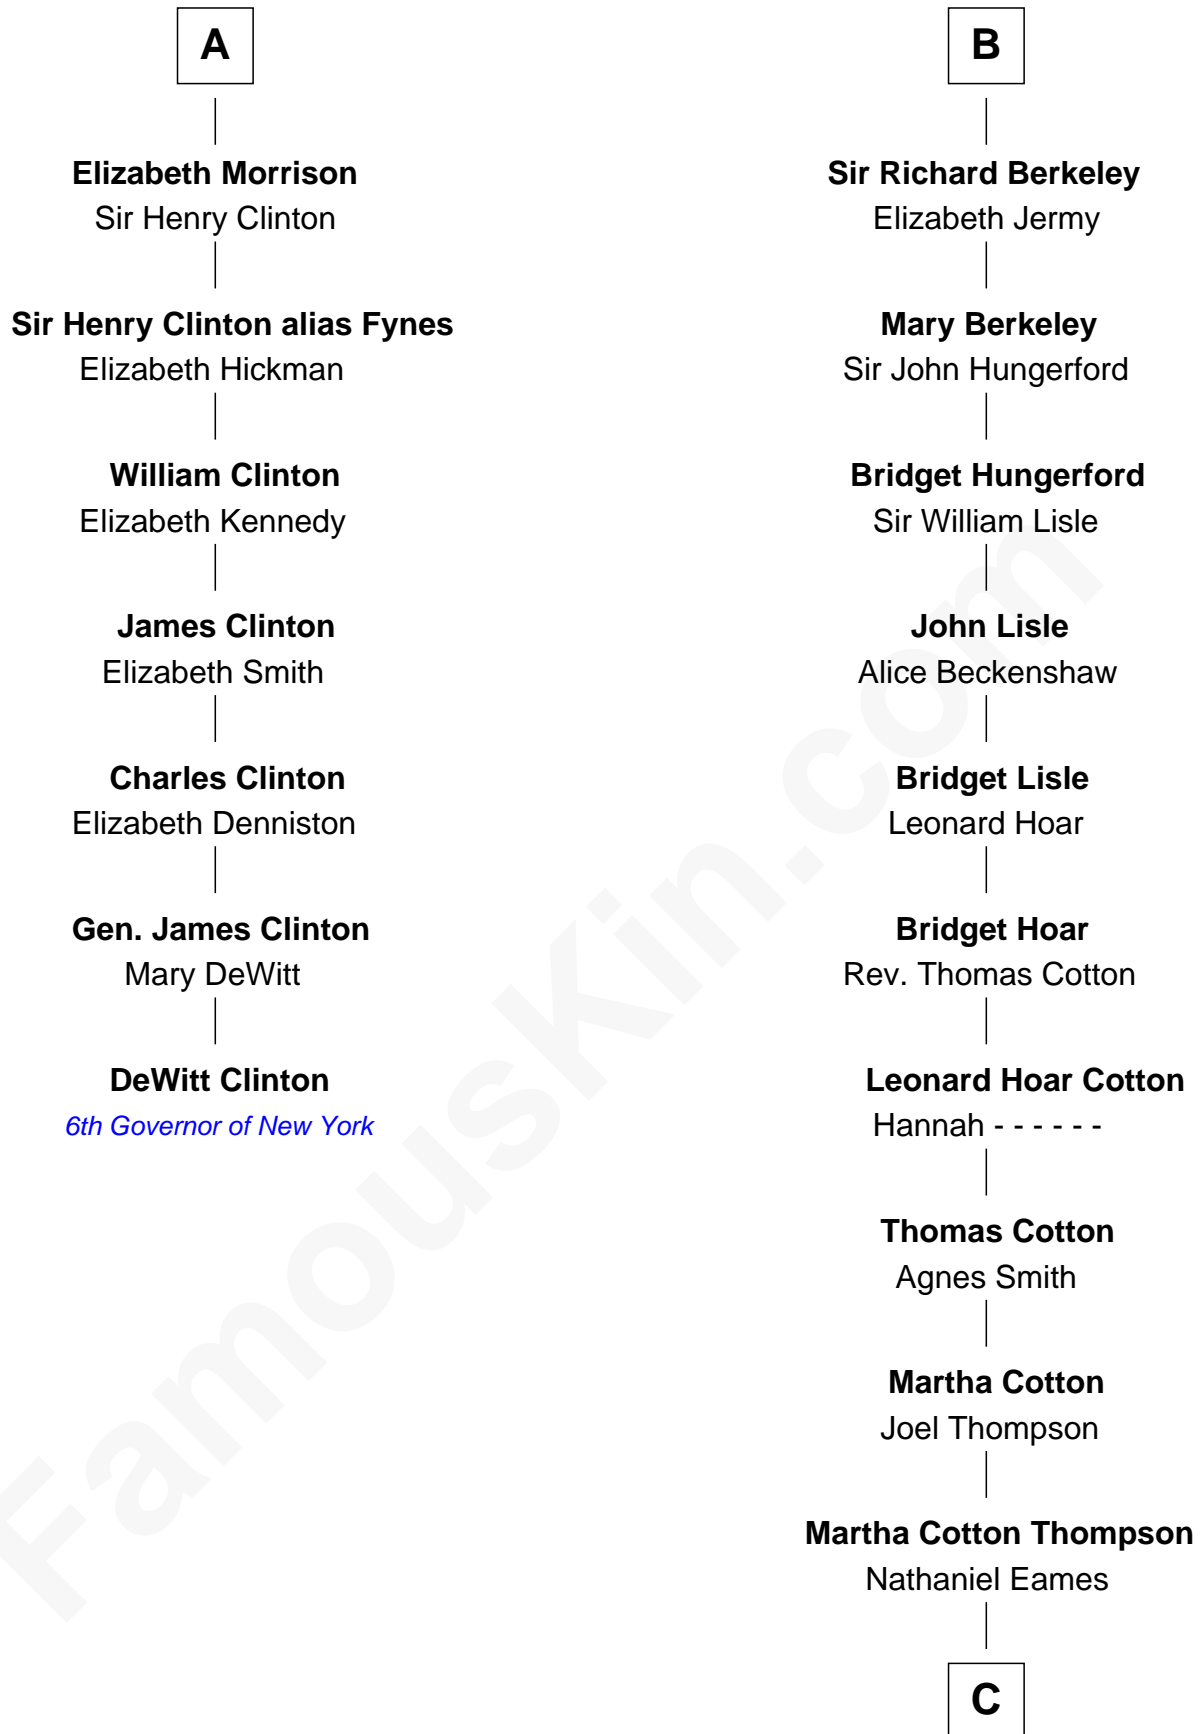 A
Elizabeth Morrison
Sir Henry Clinton
Sir Henry Clinton alias Fynes
Elizabeth Hickman
William Clinton
Elizabeth Kennedy
James Clinton
Elizabeth Smith
Charles Clinton
Elizabeth Denniston
Gen. James Clinton
Mary DeWitt
DeWitt Clinton
6th Governor of New York
B
Sir Richard Berkeley
Elizabeth Jermy
Mary Berkeley
Sir John Hungerford
Bridget Hungerford
Sir William Lisle
John Lisle
Alice Beckenshaw
Bridget Lisle
Leonard Hoar
Bridget Hoar
Rev. Thomas Cotton
Leonard Hoar Cotton
Hannah - - - - - -
Thomas Cotton
Agnes Smith
Martha Cotton
Joel Thompson
Martha Cotton Thompson
Nathaniel Eames
C
FamousKin.com